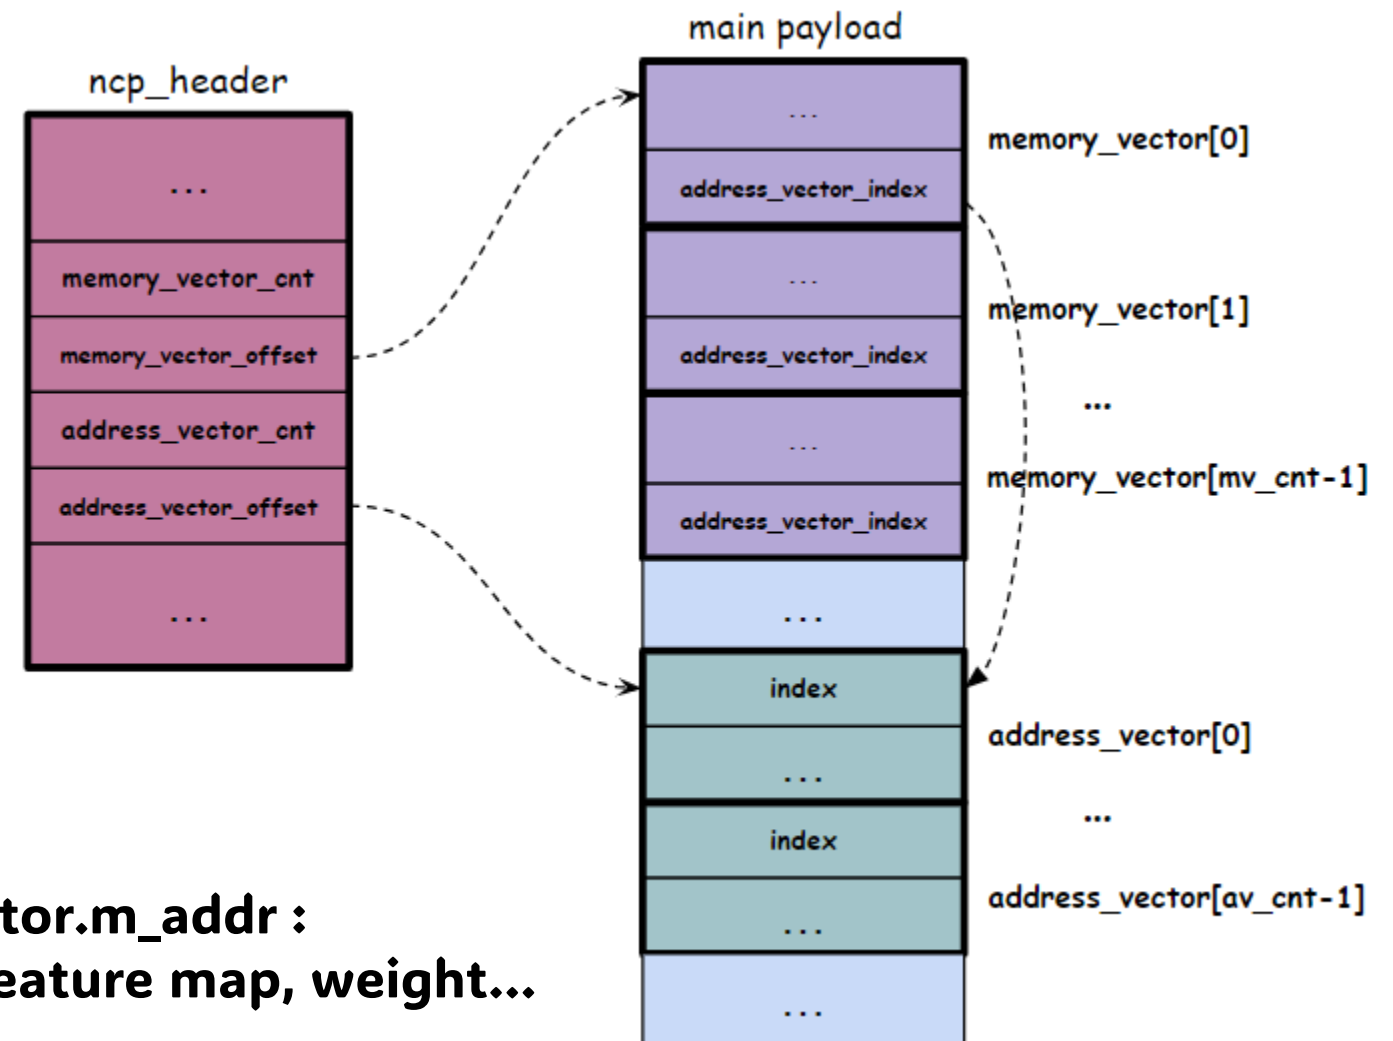 main payload
ncp_header
...
memory_vector_cnt
memory_vector_offset
address_vector_cnt
address_vector_offset
...
...
address_vector_index
memory_vector[0]
...
address_vector_index
memory_vector[1]
...
...
address_vector_index
memory_vector[mv_cnt-1]
...
index
...
address_vector[0]
...
index
...
address_vector[av_cnt-1]
...
tor.m_addr :
eature map, weight...